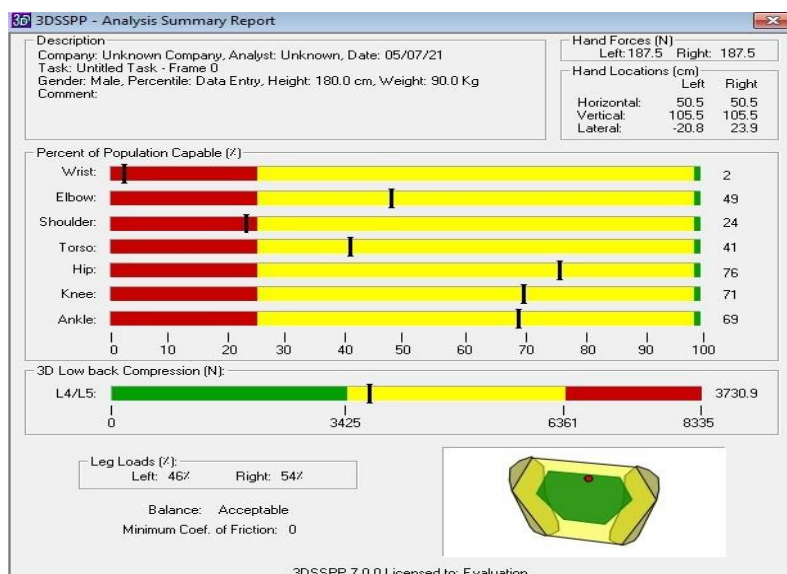 3DSSPP - Analysis Summary Report
Description
Company: Unknown Company, Analyst: Unknown, Date: 05/07/21
Task: Untitled Task - Frame 0
Gender: Male, Percentile: Data Entry, Height: 180.0 cm, Weight: 90.0 Kg
Comment:
Hand Forces (N)
Left: 187.5 Right: 187.5
Hand Locations (cm)
Left Right
Horizontal: 50.5 50.5
Vertical: 105.5 105.5
Lateral: -20.8 23.9
Percent of Population Capable (%)
Wrist: 2
Elbow: 49
Shoulder: 24
Torso: 41
Hip: 76
Knee: 71
Ankle: 69
0 10 20 30 40 50 60 70 80 90 100
3D Low back Compression (N):
L4/L5: 3730.9
0 3425 6361 8335
Leg Loads (%):
Left: 46% Right: 54%
Balance: Acceptable
Minimum Coef. of Friction: 0
3DSSPP 7.0.0 Licensed to: Evaluation